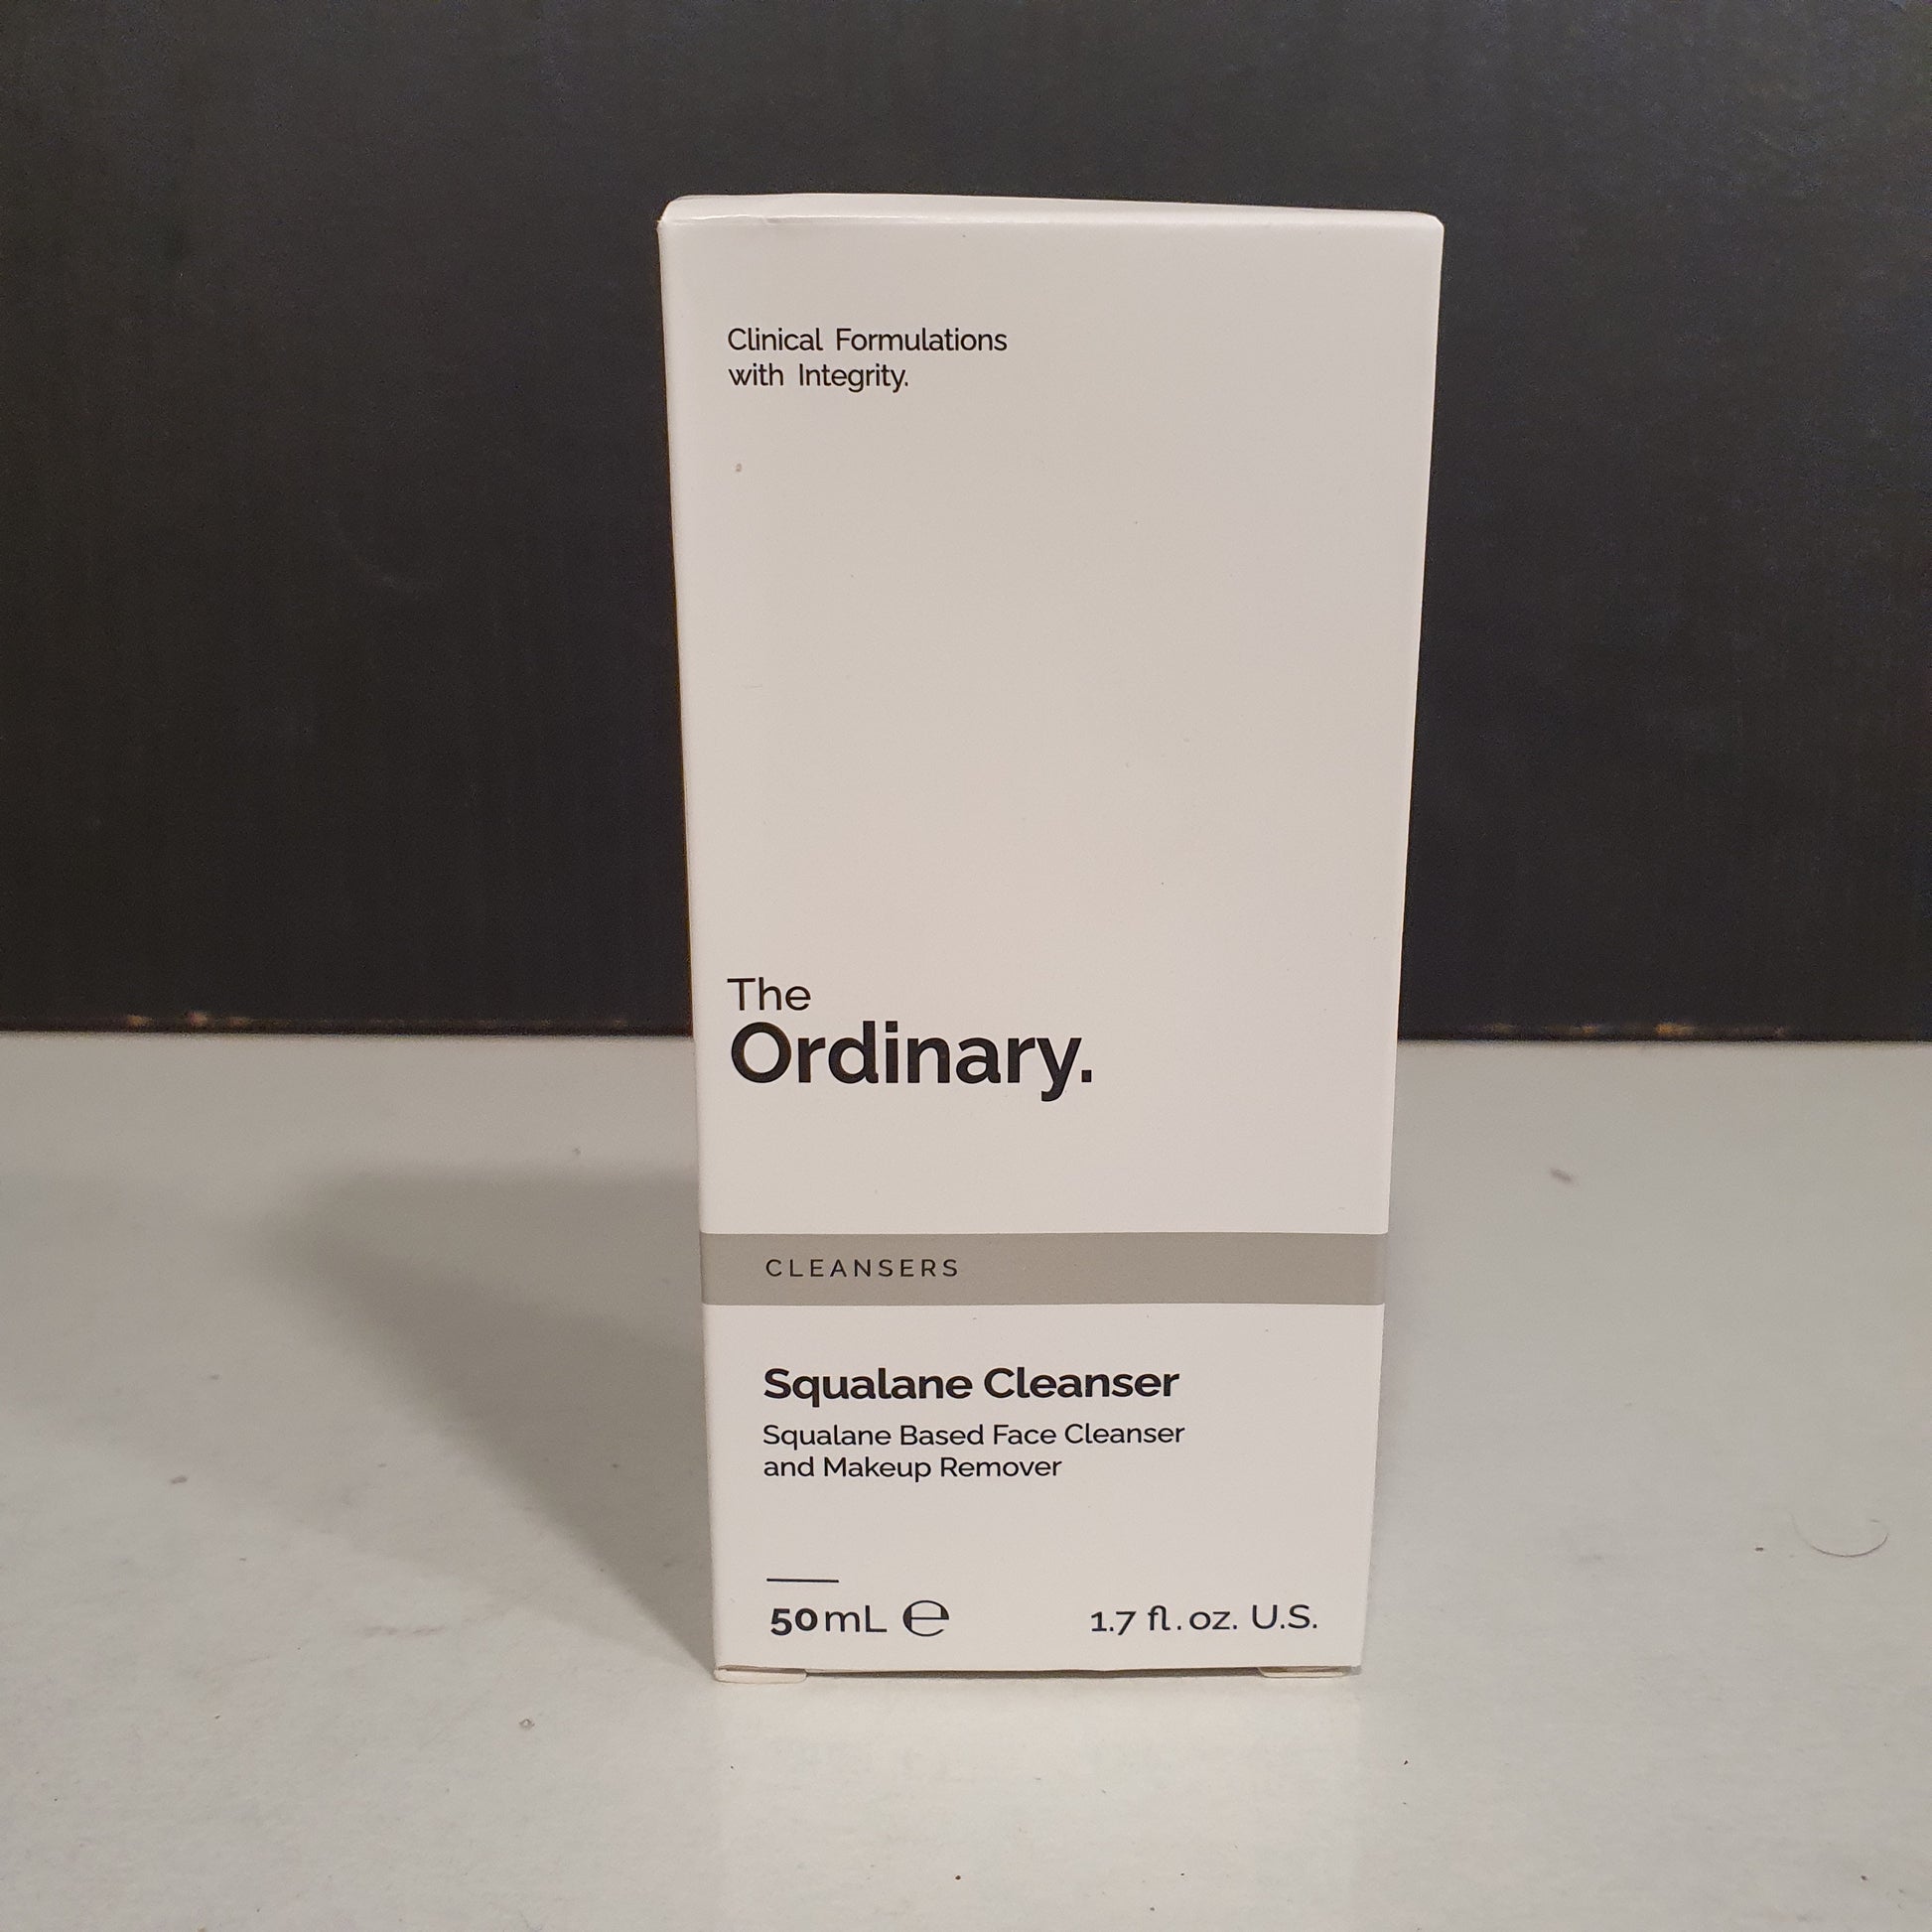 Clinical Formulations
with Integrity.
The
Ordinary.
CLEANSERS
Squalane Cleanser
Squalane Based Face Cleanser
and Makeup Remover
50mL ℮ 1.7 fl. oz. U.S.